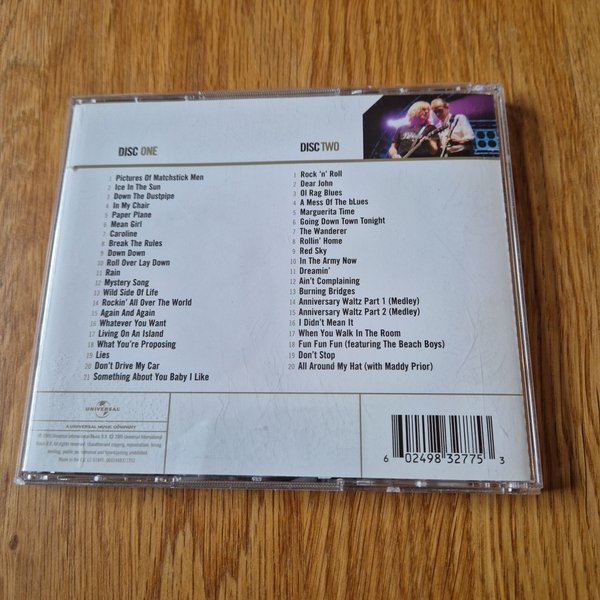 DISC ONE
1 Pictures Of Matchstick Men
2 Ice In The Sun
3 Down The Dustpipe
4 In My Chair
5 Paper Plane
6 Mean Girl
7 Caroline
8 Break The Rules
9 Down Down
10 Roll Over Lay Down
11 Rain
12 Mystery Song
13 Wild Side Of Life
14 Rockin' All Over The World
15 Again And Again
16 Whatever You Want
17 Living On An Island
18 What You're Proposing
19 Lies
20 Don't Drive My Car
21 Something About You Baby I Like
DISC TWO
1 Rock 'n' Roll
2 Dear John
3 Ol Rag Blues
4 A Mess Of The bLues
5 Marguerita Time
6 Going Down Town Tonight
7 The Wanderer
8 Rollin' Home
9 Red Sky
10 In The Army Now
11 Dreamin'
12 Ain't Complaining
13 Burning Bridges
14 Anniversary Waltz Part 1 (Medley)
15 Anniversary Waltz Part 2 (Medley)
16 I Didn't Mean It
17 When You Walk In The Room
18 Fun Fun Fun (featuring The Beach Boys)
19 Don't Stop
20 All Around My Hat (with Maddy Prior)
UNIVERSAL
A UNIVERSAL MUSIC COMPANY
6 02498 32775 3